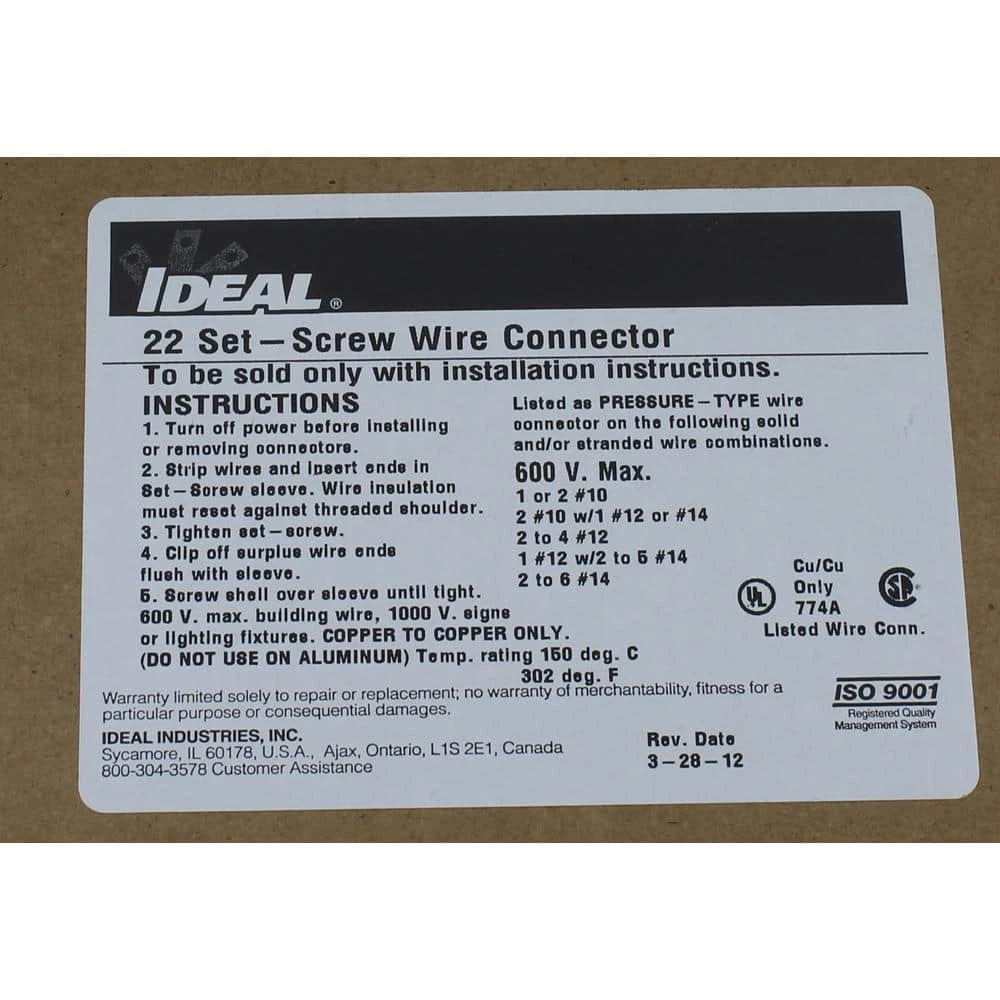 IDEAL®
22 Set-Screw Wire Connector
To be sold only with installation instructions.
INSTRUCTIONS
1. Turn off power before installing
or removing connectors.
2. Strip wires and insert ends in
Set-Screw sleeve. Wire insulation
must reset against threaded shoulder.
3. Tighten set-screw.
4. Clip off surplus wire ends
flush with sleeve.
5. Screw shell over sleeve until tight.
600 V. max. building wire, 1000 V. signs
or lighting fixtures. COPPER TO COPPER ONLY.
(DO NOT USE ON ALUMINUM) Temp. rating 150 deg. C
302 deg. F
Listed as PRESSURE-TYPE wire
connector on the following solid
and/or stranded wire combinations.
600 V. Max.
1 or 2 #10
2 #10 w/1 #12 or #14
2 to 4 #12
1 #12 w/2 to 5 #14
2 to 6 #14
UL
Cu/Cu
Only
774A
SA®
Listed Wire Conn.
Warranty limited solely to repair or replacement; no warranty of merchantability, fitness for a
particular purpose or consequential damages.
IDEAL INDUSTRIES, INC.
Sycamore, IL 60178, U.S.A., Ajax, Ontario, L1S 2E1, Canada
800-304-3578 Customer Assistance
Rev. Date
3-28-12
ISO 9001
Registered Quality
Management System